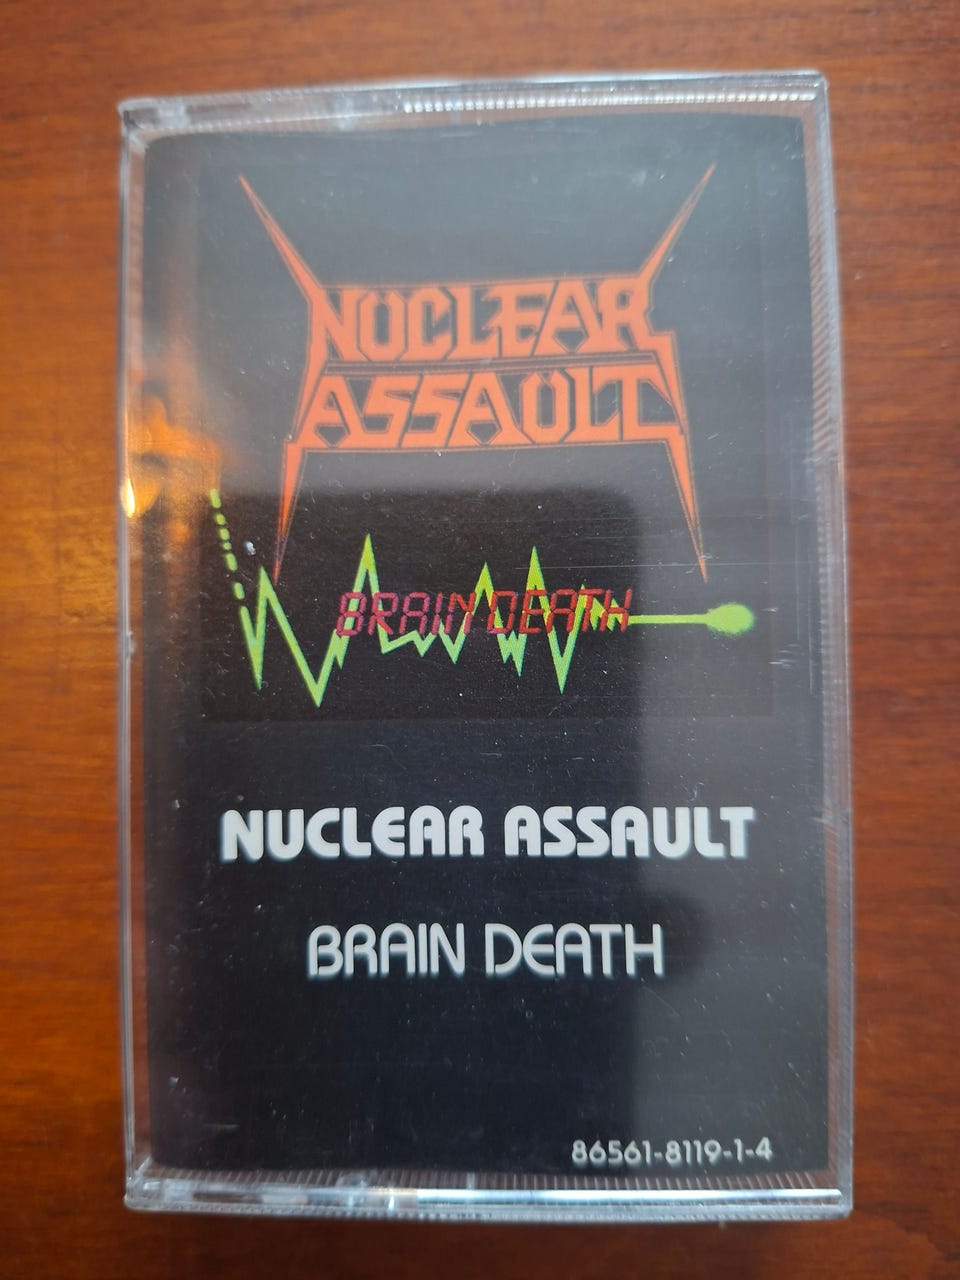 NUCLEAR
ASSAULT
BRAIN DEATH
NUCLEAR ASSAULT
BRAIN DEATH
86561-8119-1-4